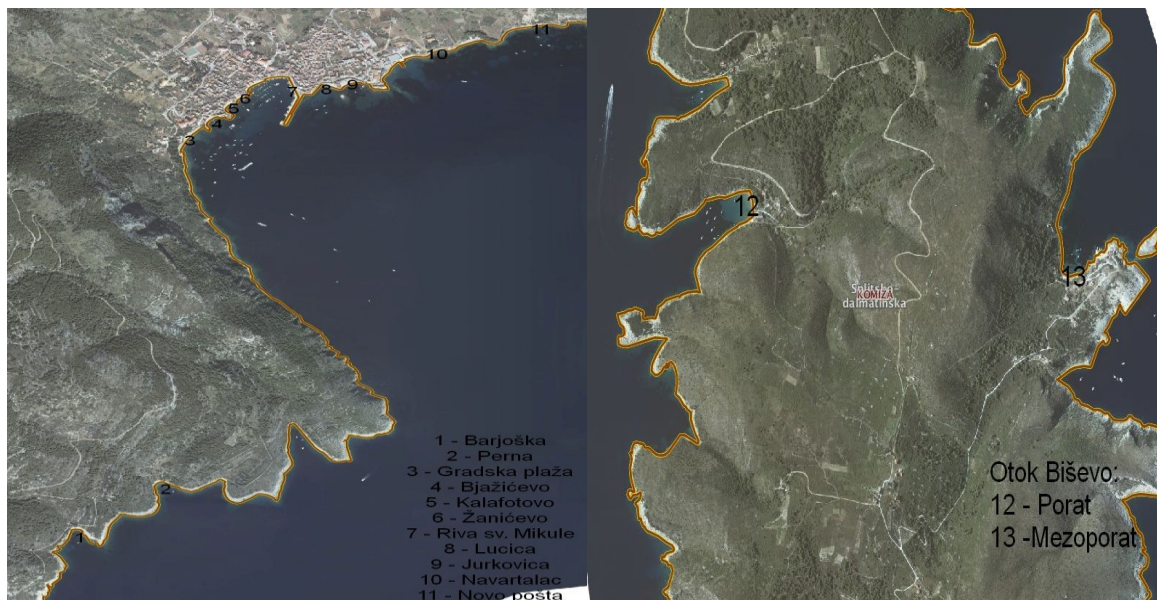 11
10
9
8
7
6
5
4
3
2
1
1 - Barjoška
2 - Perna
3 - Gradska plaža
4 - Bjažićevo
5 - Kalafotovo
6 - Žanićevo
7 - Riva sv. Mikule
8 - Lucica
9 - Jurkovica
10 - Navartalac
11 - Novo pošta
12
13
Splitsko-
KOMIŽA
dalmatinska
Otok Biševo:
12 - Porat
13 -Mezoporat